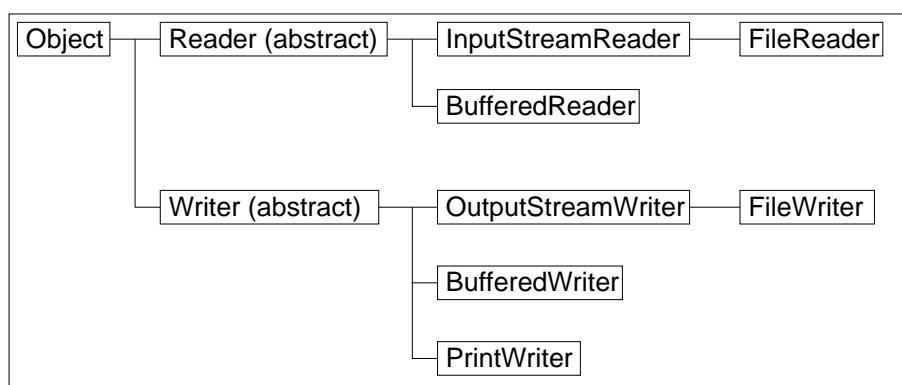 Object Reader (abstract) InputStreamReader FileReader
BufferedReader
Writer (abstract) OutputStreamWriter FileWriter
BufferedWriter
PrintWriter